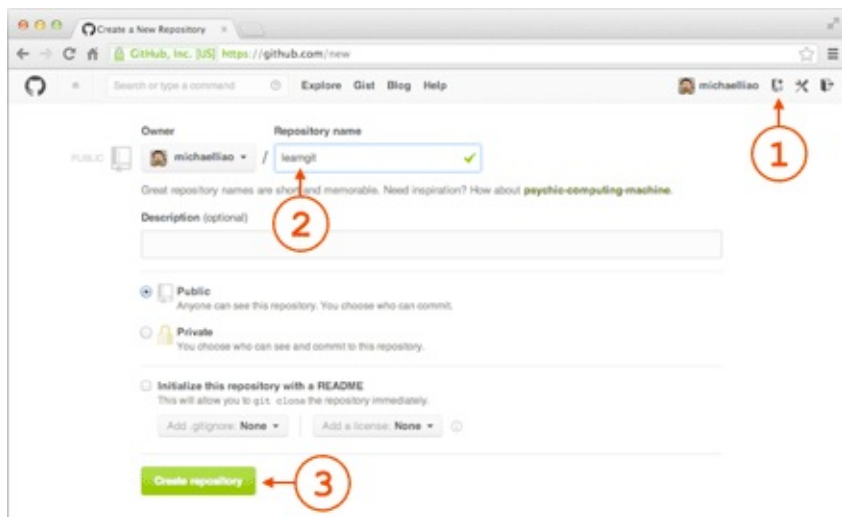 Create a New Repository
GitHub, Inc. [US] https://github.com/new
Search or type a command Explore Gist Blog Help michaelliao
1
Owner Repository name
PUBLIC michaelliao / learngit
Great repository names are short and memorable. Need inspiration? How about psychic-computing-machine.
2
Description (optional)
Public
Anyone can see this repository. You choose who can commit.
Private
You choose who can see and commit to this repository.
Initialize this repository with a README
This will allow you to git clone the repository immediately.
Add .gitignore: None Add a license: None
Create repository 3